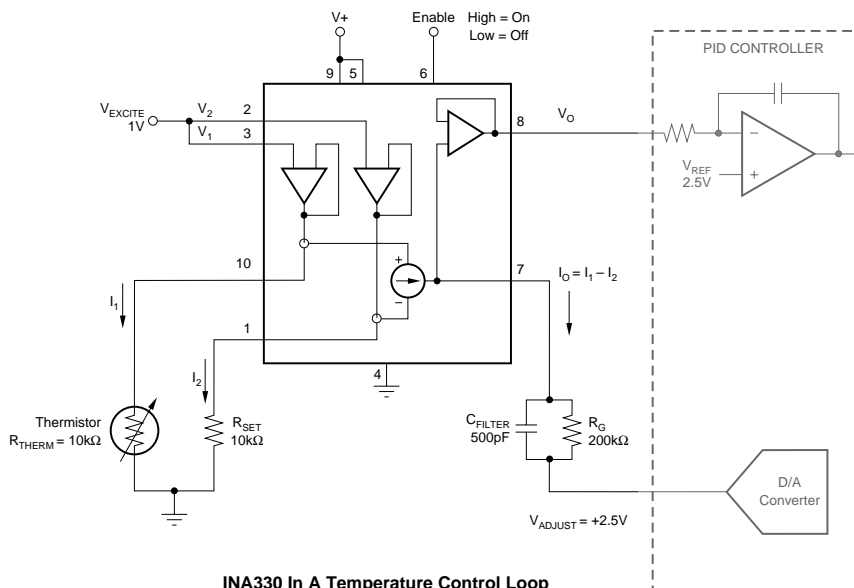 V+
Enable
High = On
Low = Off
PID CONTROLLER
9
5
6
VEXCITE
1V
V2
2
V1
3
8
VO
VREF
2.5V
−
+
+
−
10
7
IO = I1 – I2
I1
1
I2
4
Thermistor
RTHERM = 10kΩ
RSET
10kΩ
CFILTER
500pF
RG
200kΩ
D/A
Converter
VADJUST = +2.5V
INA330 In A Temperature Control Loop